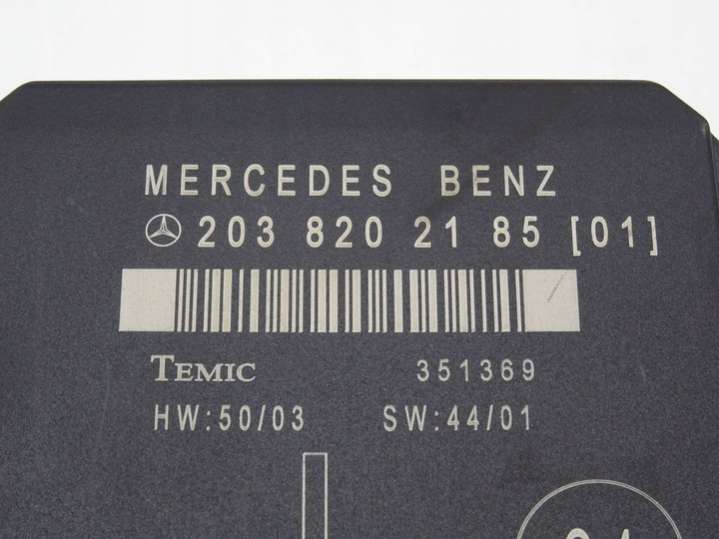 MERCEDES BENZ
203 820 21 85 [01]
TEMIC 351369
HW:50/03 SW:44/01